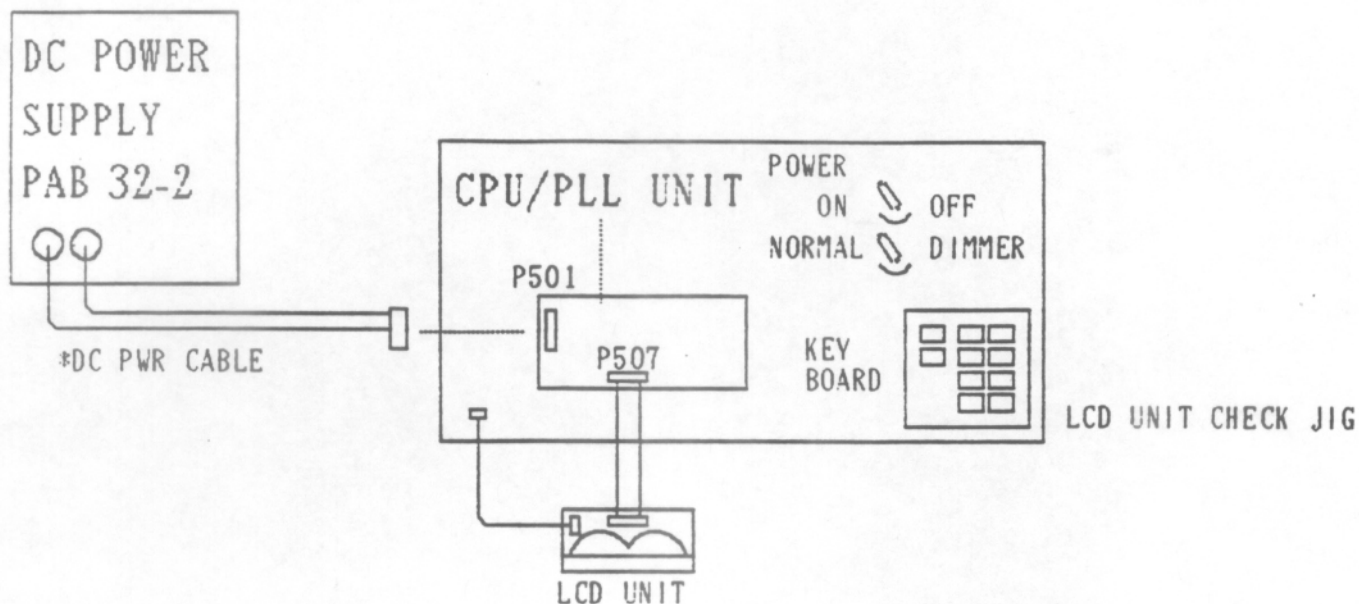 DC POWER
SUPPLY
PAB 32-2
*DC PWR CABLE
CPU/PLL UNIT
P501
P507
POWER
ON OFF
NORMAL DIMMER
KEY
BOARD
LCD UNIT CHECK JIG
LCD UNIT